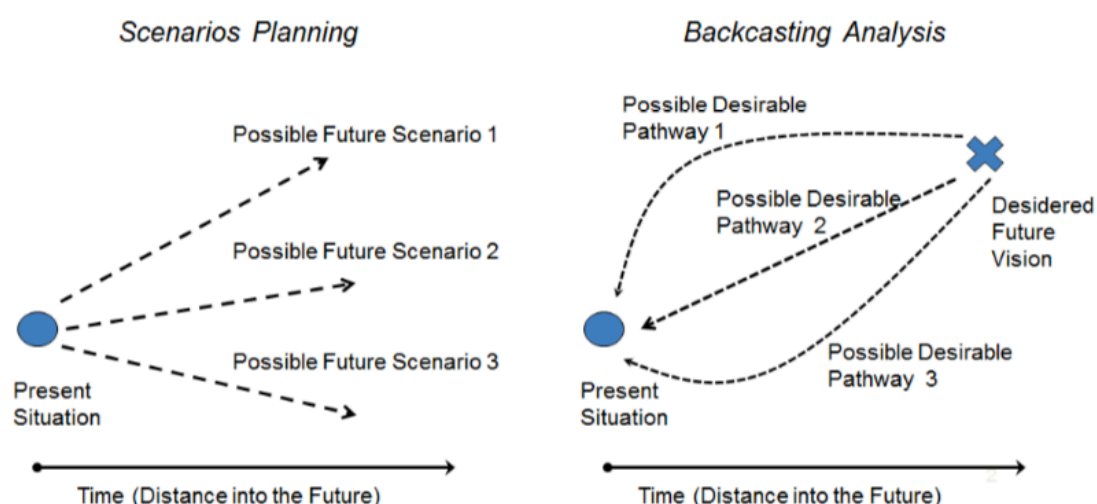 Scenarios Planning
Possible Future Scenario 1
Possible Future Scenario 2
Possible Future Scenario 3
Present
Situation
Time (Distance into the Future)
Backcasting Analysis
Possible Desirable
Pathway 1
Possible Desirable
Pathway 2
Desidered
Future
Vision
Possible Desirable
Pathway 3
Present
Situation
2
Time (Distance into the Future)